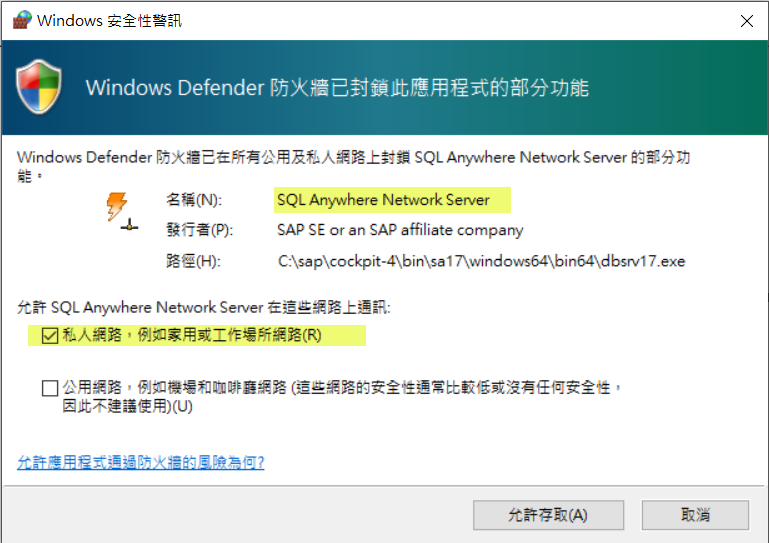 Windows 安全性警訊
Windows Defender 防火牆已封鎖此應用程式的部分功能
Windows Defender 防火牆已在所有公用及私人網路上封鎖 SQL Anywhere Network Server 的部分功
能。
名稱(N): SQL Anywhere Network Server
發行者(P): SAP SE or an SAP affiliate company
路徑(H): C:\sap\cockpit-4\bin\sa17\windows64\bin64\dbsrv17.exe
允許 SQL Anywhere Network Server 在這些網路上通訊:
私人網路，例如家用或工作場所網路(R)
公用網路，例如機場和咖啡廳網路 (這些網路的安全性通常比較低或沒有任何安全性，
因此不建議使用)(U)
允許應用程式通過防火牆的風險為何?
允許存取(A) 取消